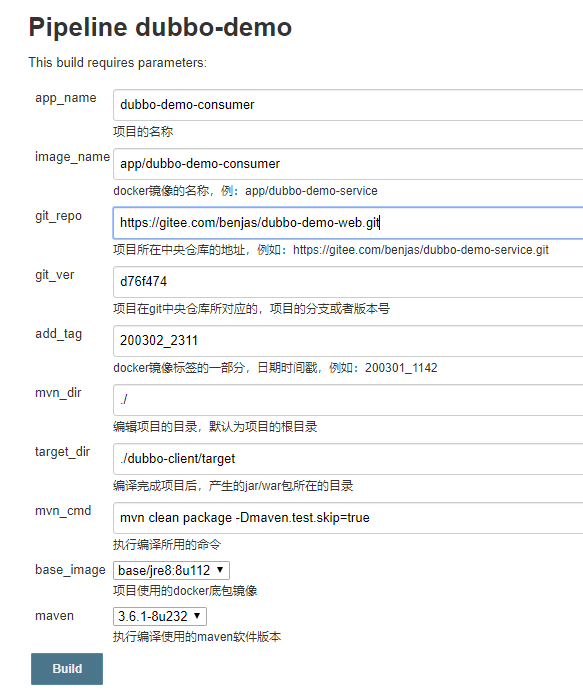 Pipeline dubbo-demo
This build requires parameters:
app_name
dubbo-demo-consumer
项目的名称
image_name
app/dubbo-demo-consumer
docker镜像的名称，例：app/dubbo-demo-service
git_repo
https://gitee.com/benjas/dubbo-demo-web.git
项目所在中央仓库的地址，例如：https://gitee.com/benjas/dubbo-demo-service.git
git_ver
d76f474
项目在git中央仓库所对应的，项目的分支或者版本号
add_tag
200302_2311
docker镜像标签的一部分，日期时间戳，例如：200301_1142
mvn_dir
./
编辑项目的目录，默认为项目的根目录
target_dir
./dubbo-client/target
编译完成项目后，产生的jar/war包所在的目录
mvn_cmd
mvn clean package -Dmaven.test.skip=true
执行编译所用的命令
base_image
base/jre8:8u112
项目使用的docker底包镜像
maven
3.6.1-8u232
执行编译使用的maven软件版本
Build